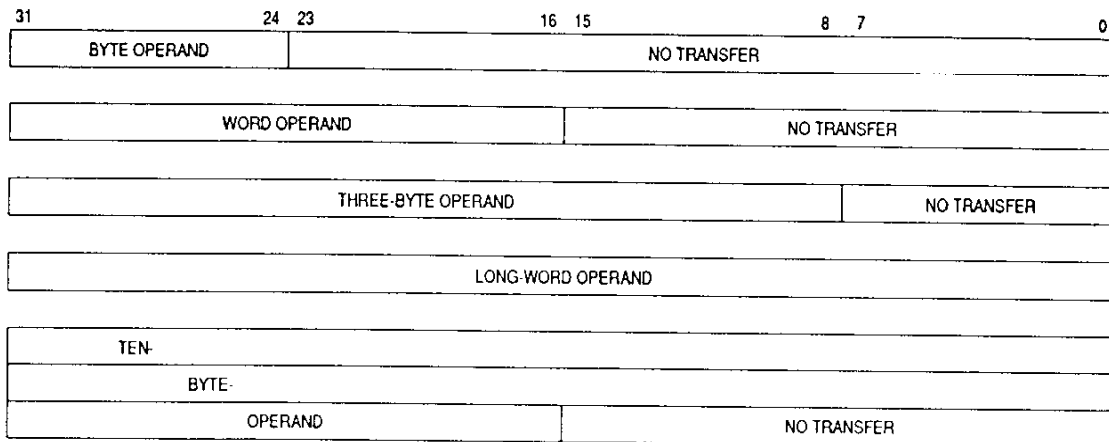 31 24 23 16 15 8 7 0
BYTE OPERAND NO TRANSFER
WORD OPERAND NO TRANSFER
THREE-BYTE OPERAND NO TRANSFER
LONG-WORD OPERAND
TEN-
BYTE-
OPERAND NO TRANSFER